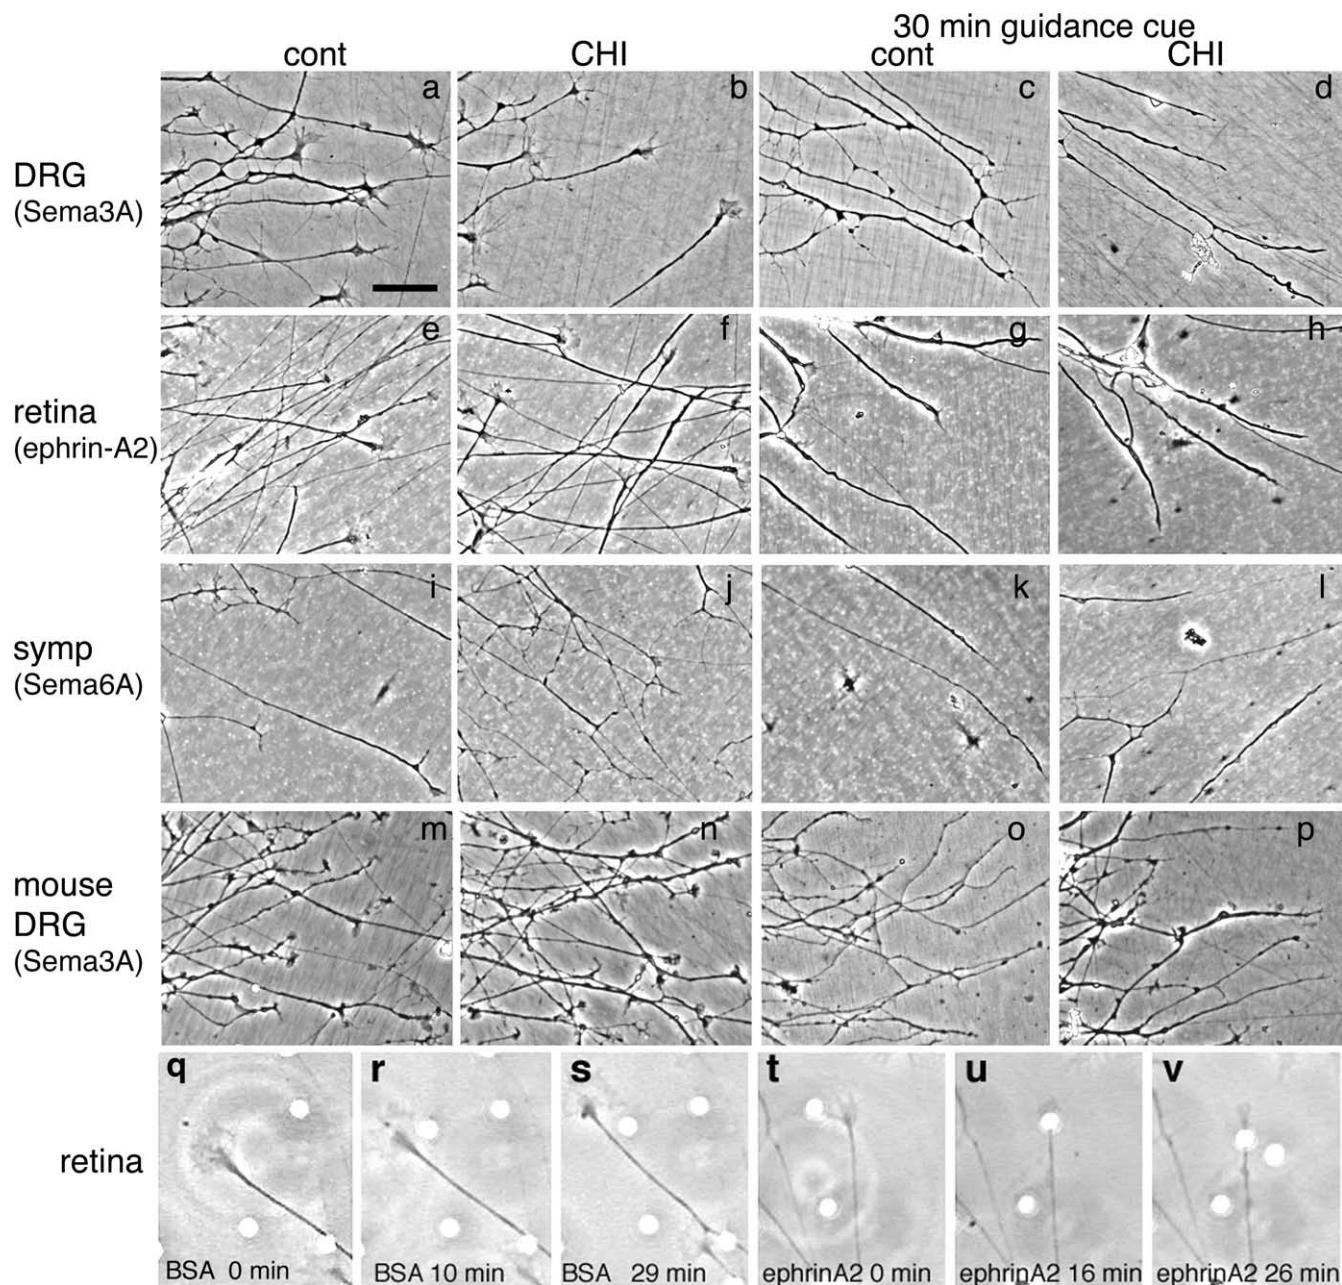 30 min guidance cue
cont CHI cont CHI
DRG
(Sema3A)
a b c d
retina
(ephrin-A2)
e f g h
symp
(Sema6A)
i j k l
mouse
DRG
(Sema3A)
m n o p
retina
q r s t u v
BSA 0 min BSA 10 min BSA 29 min ephrinA2 0 min ephrinA2 16 min ephrinA2 26 min